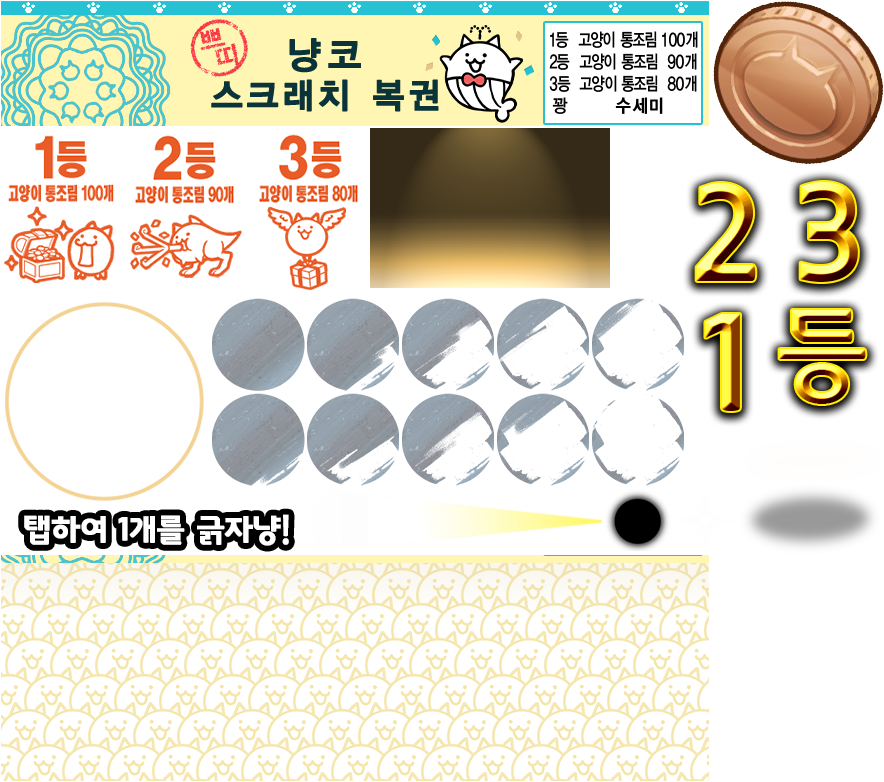 쁘띠
냥코
스크래치 복권
1등 고양이 통조림 100개
2등 고양이 통조림 90개
3등 고양이 통조림 80개
꽝 수세미
1등
고양이 통조림 100개
2등
고양이 통조림 90개
3등
고양이 통조림 80개
2 3
1 등
탭하여 1개를 긁자냥!